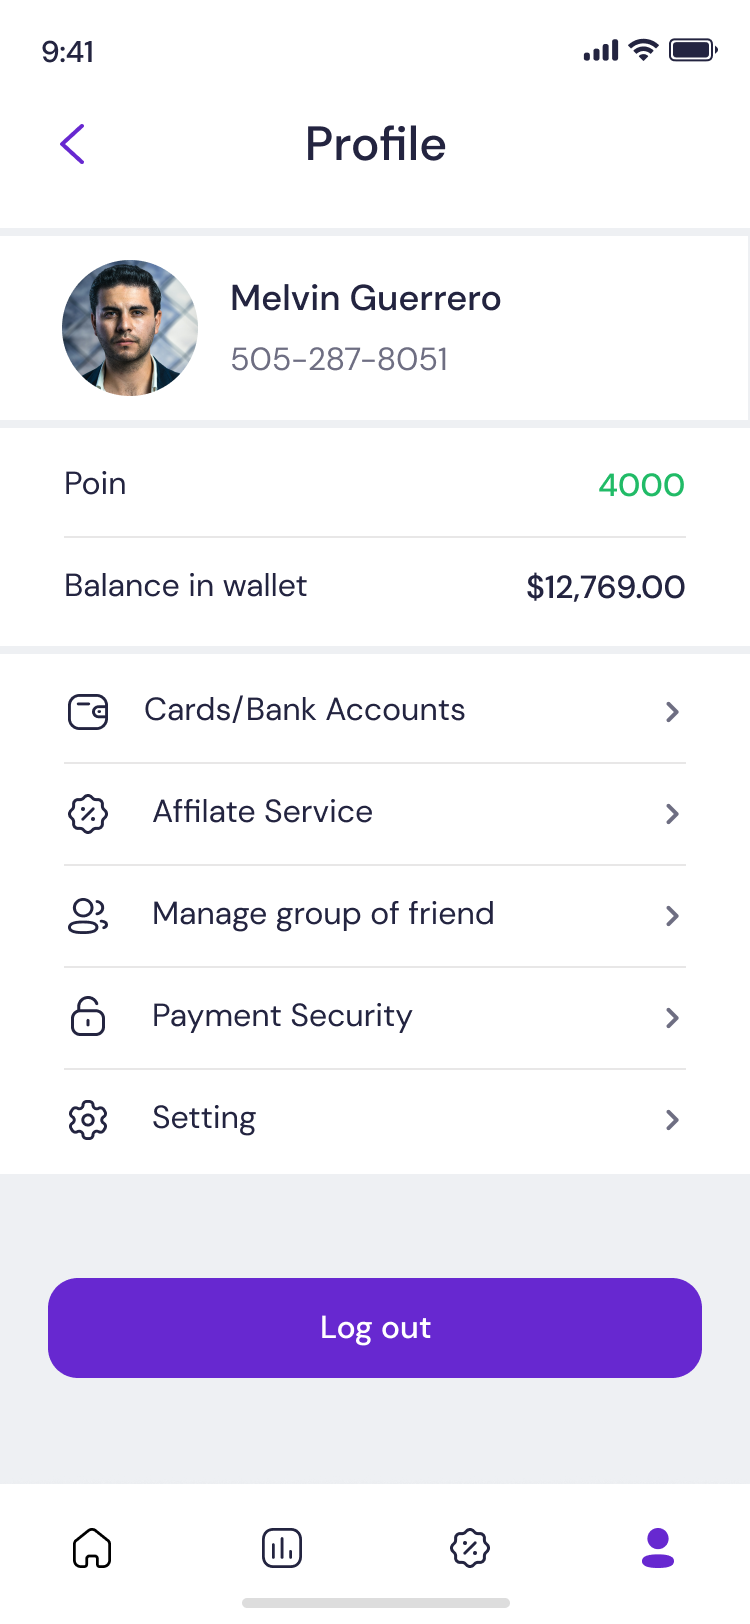 9:41
Profile
Melvin Guerrero
505-287-8051
Poin 4000
Balance in wallet $12,769.00
Cards/Bank Accounts
Affilate Service
Manage group of friend
Payment Security
Setting
Log out